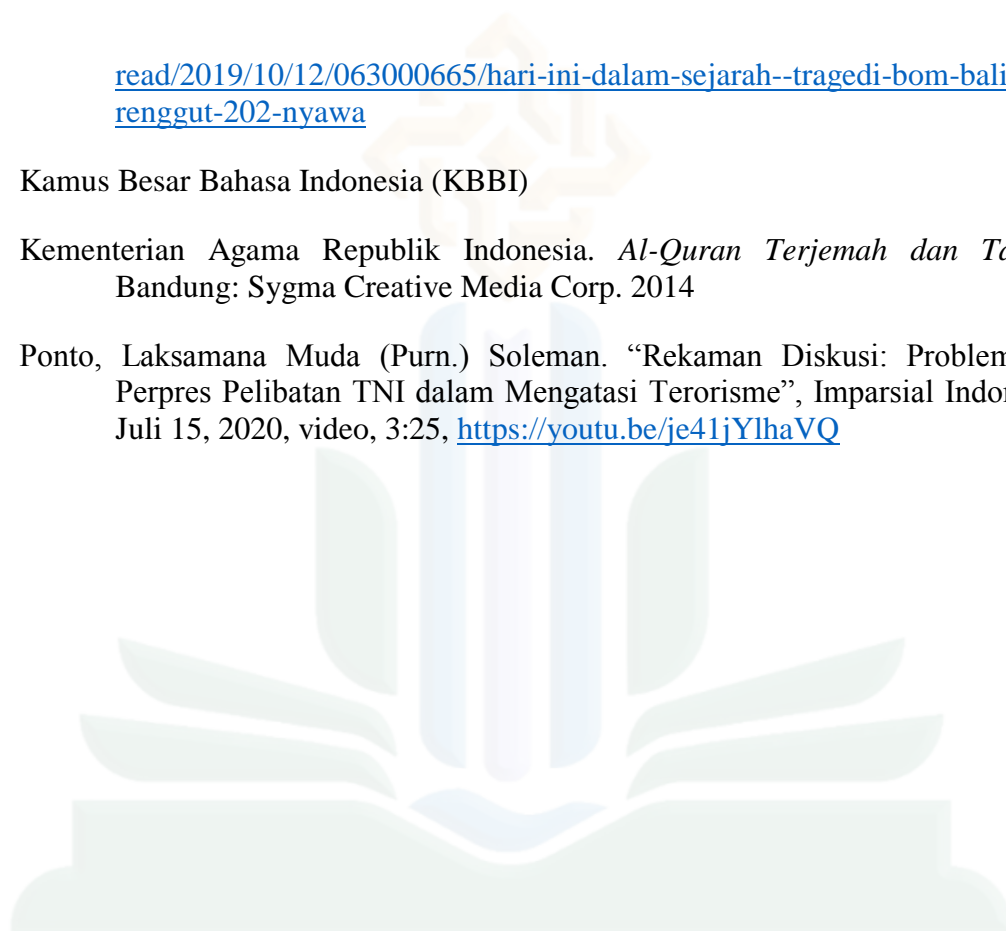 read/2019/10/12/063000665/hari-ini-dalam-sejarah--tragedi-bom-bali
renggut-202-nyawa
Kamus Besar Bahasa Indonesia (KBBI)
Kementerian Agama Republik Indonesia. Al-Quran Terjemah dan
Bandung: Sygma Creative Media Corp. 2014
Ponto, Laksamana Muda (Purn.) Soleman. “Rekaman Diskusi: Problem
Perpres Pelibatan TNI dalam Mengatasi Terorisme”, Imparsial
Juli 15, 2020, video, 3:25, https://youtu.be/je41jYlhaVQ